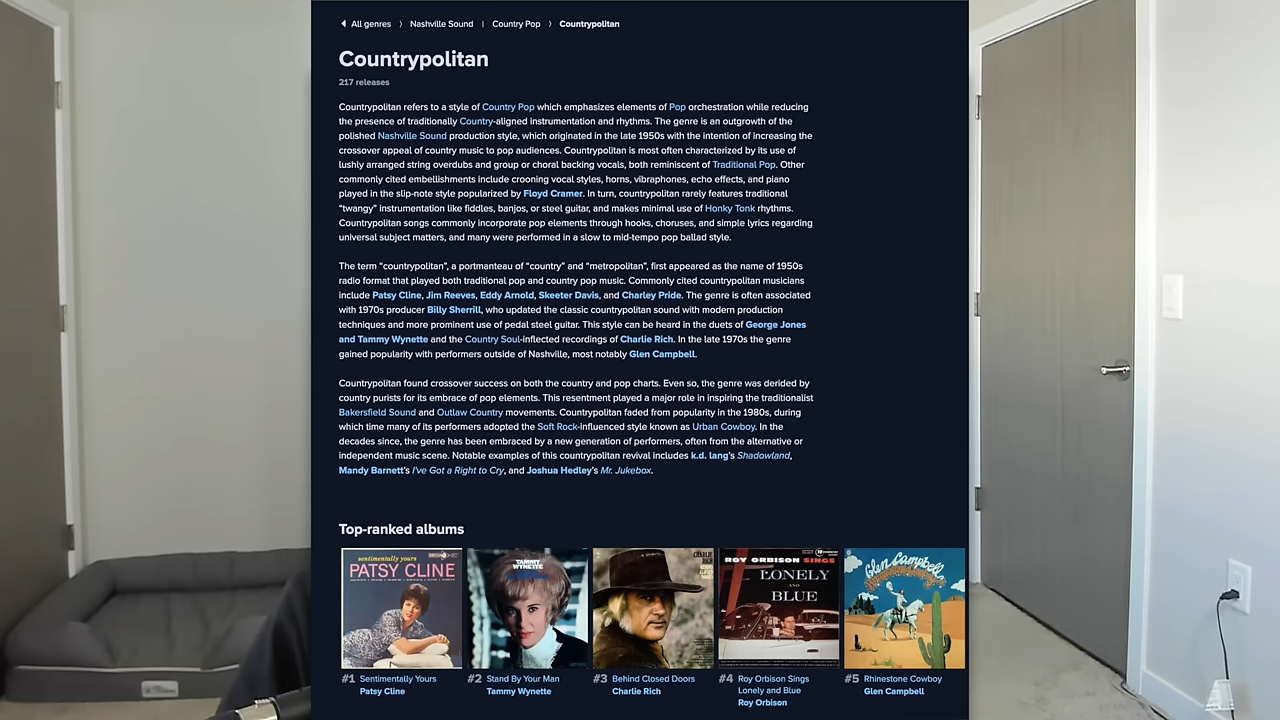 All genres > Nashville Sound | Country Pop > Countrypolitan
Countrypolitan
217 releases
Countrypolitan refers to a style of Country Pop which emphasizes elements of Pop orchestration while reducing
the presence of traditionally Country-aligned instrumentation and rhythms. The genre is an outgrowth of the
polished Nashville Sound production style, which originated in the late 1950s with the intention of increasing the
crossover appeal of country music to pop audiences. Countrypolitan is most often characterized by its use of
lushly arranged string overdubs and group or choral backing vocals, both reminiscent of Traditional Pop. Other
commonly cited embellishments include crooning vocal styles, horns, vibraphones, echo effects, and piano
played in the slip-note style popularized by Floyd Cramer. In turn, countrypolitan rarely features traditional
"twangy" instrumentation like fiddles, banjos, or steel guitar, and makes minimal use of Honky Tonk rhythms.
Countrypolitan songs commonly incorporate pop elements through hooks, choruses, and simple lyrics regarding
universal subject matters, and many were performed in a slow to mid-tempo pop ballad style.
The term "countrypolitan", a portmanteau of "country" and "metropolitan", first appeared as the name of 1950s
radio format that played both traditional pop and country pop music. Commonly cited countrypolitan musicians
include Patsy Cline, Jim Reeves, Eddy Arnold, Skeeter Davis, and Charley Pride. The genre is often associated
with 1970s producer Billy Sherrill, who updated the classic countrypolitan sound with modern production
techniques and more prominent use of pedal steel guitar. This style can be heard in the duets of George Jones
and Tammy Wynette and the Country Soul-inflected recordings of Charlie Rich. In the late 1970s the genre
gained popularity with performers outside of Nashville, most notably Glen Campbell.
Countrypolitan found crossover success on both the country and pop charts. Even so, the genre was derided by
country purists for its embrace of pop elements. This resentment played a major role in inspiring the traditionalist
Bakersfield Sound and Outlaw Country movements. Countrypolitan faded from popularity in the 1980s, during
which time many of its performers adopted the Soft Rock-influenced style known as Urban Cowboy. In the
decades since, the genre has been embraced by a new generation of performers, often from the alternative or
independent music scene. Notable examples of this countrypolitan revival includes k.d. lang's Shadowland,
Mandy Barnett's I've Got a Right to Cry, and Joshua Hedley's Mr. Jukebox.
Top-ranked albums
sentimentally yours
PATSY CLINE
TAMMY
WYNETTE
CHARLIE
RICH
ROY ORBISON SINGS
LONELY
AND
BLUE
Glen Campbell
#1 Sentimentally Yours
Patsy Cline
#2 Stand By Your Man
Tammy Wynette
#3 Behind Closed Doors
Charlie Rich
#4 Roy Orbison Sings
Lonely and Blue
Roy Orbison
#5 Rhinestone Cowboy
Glen Campbell